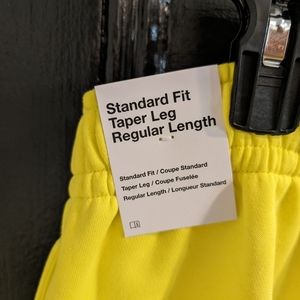 Standard Fit
Taper Leg
Regular Length
Standard Fit / Coupe Standard
Taper Leg / Coupe Fuselée
Regular Length / Longueur Standard